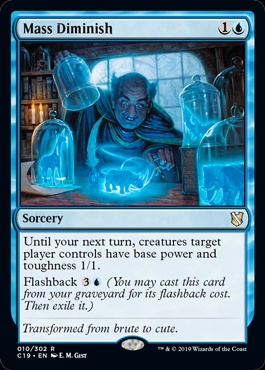 Mass Diminish 1
Sorcery
Until your next turn, creatures target
player controls have base power and
toughness 1/1.
Flashback 3 (You may cast this
card from your graveyard for its flashback cost.
Then exile it.)
Transformed from brute to cute.
010/302 R
C19 • EN E. M. Gist ™ & © 2019 Wizards of the Coast